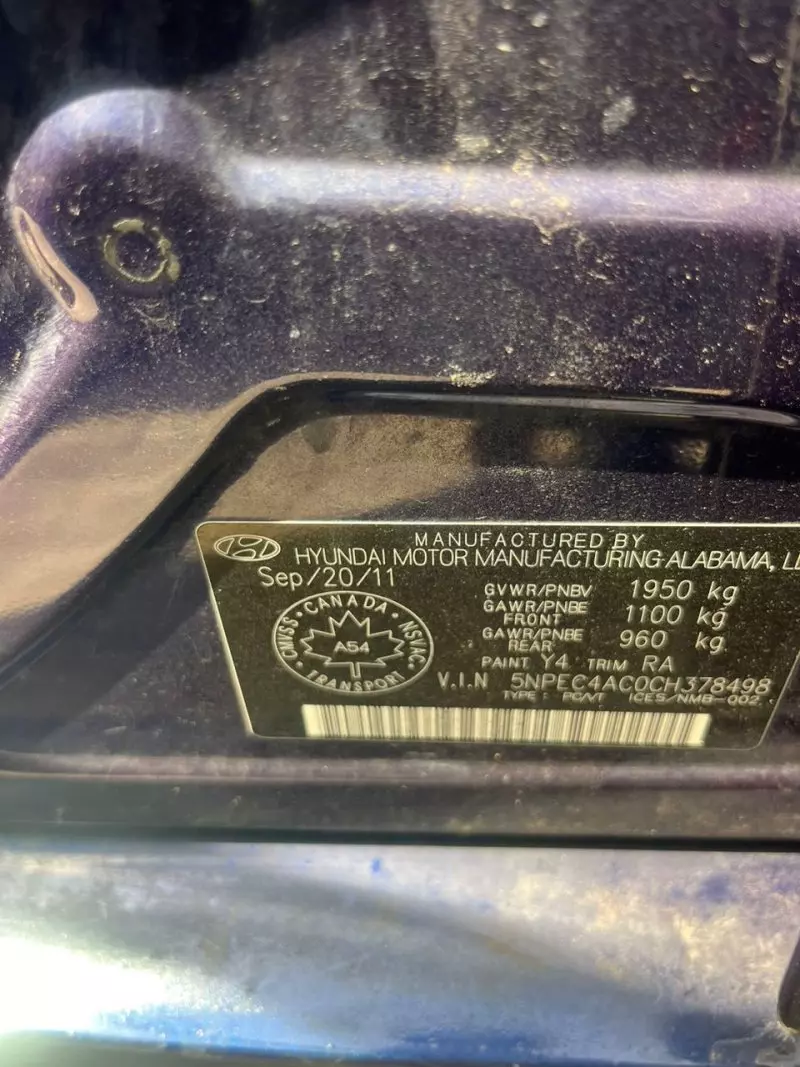 MANUFACTURED BY
HYUNDAI MOTOR MANUFACTURING ALABAMA, LL
Sep/20/11
GVWR/PNBV 1950 kg
GAWR/PNBE FRONT 1100 kg
GAWR/PNBE REAR 960 kg
CANADA
CMVSS NSVAC
A54
TRANSPORT
PAINT Y4 TRIM RA
V.I.N 5NPEC4AC0CH378498
TYPE : PC/VT ICES/NMB-002